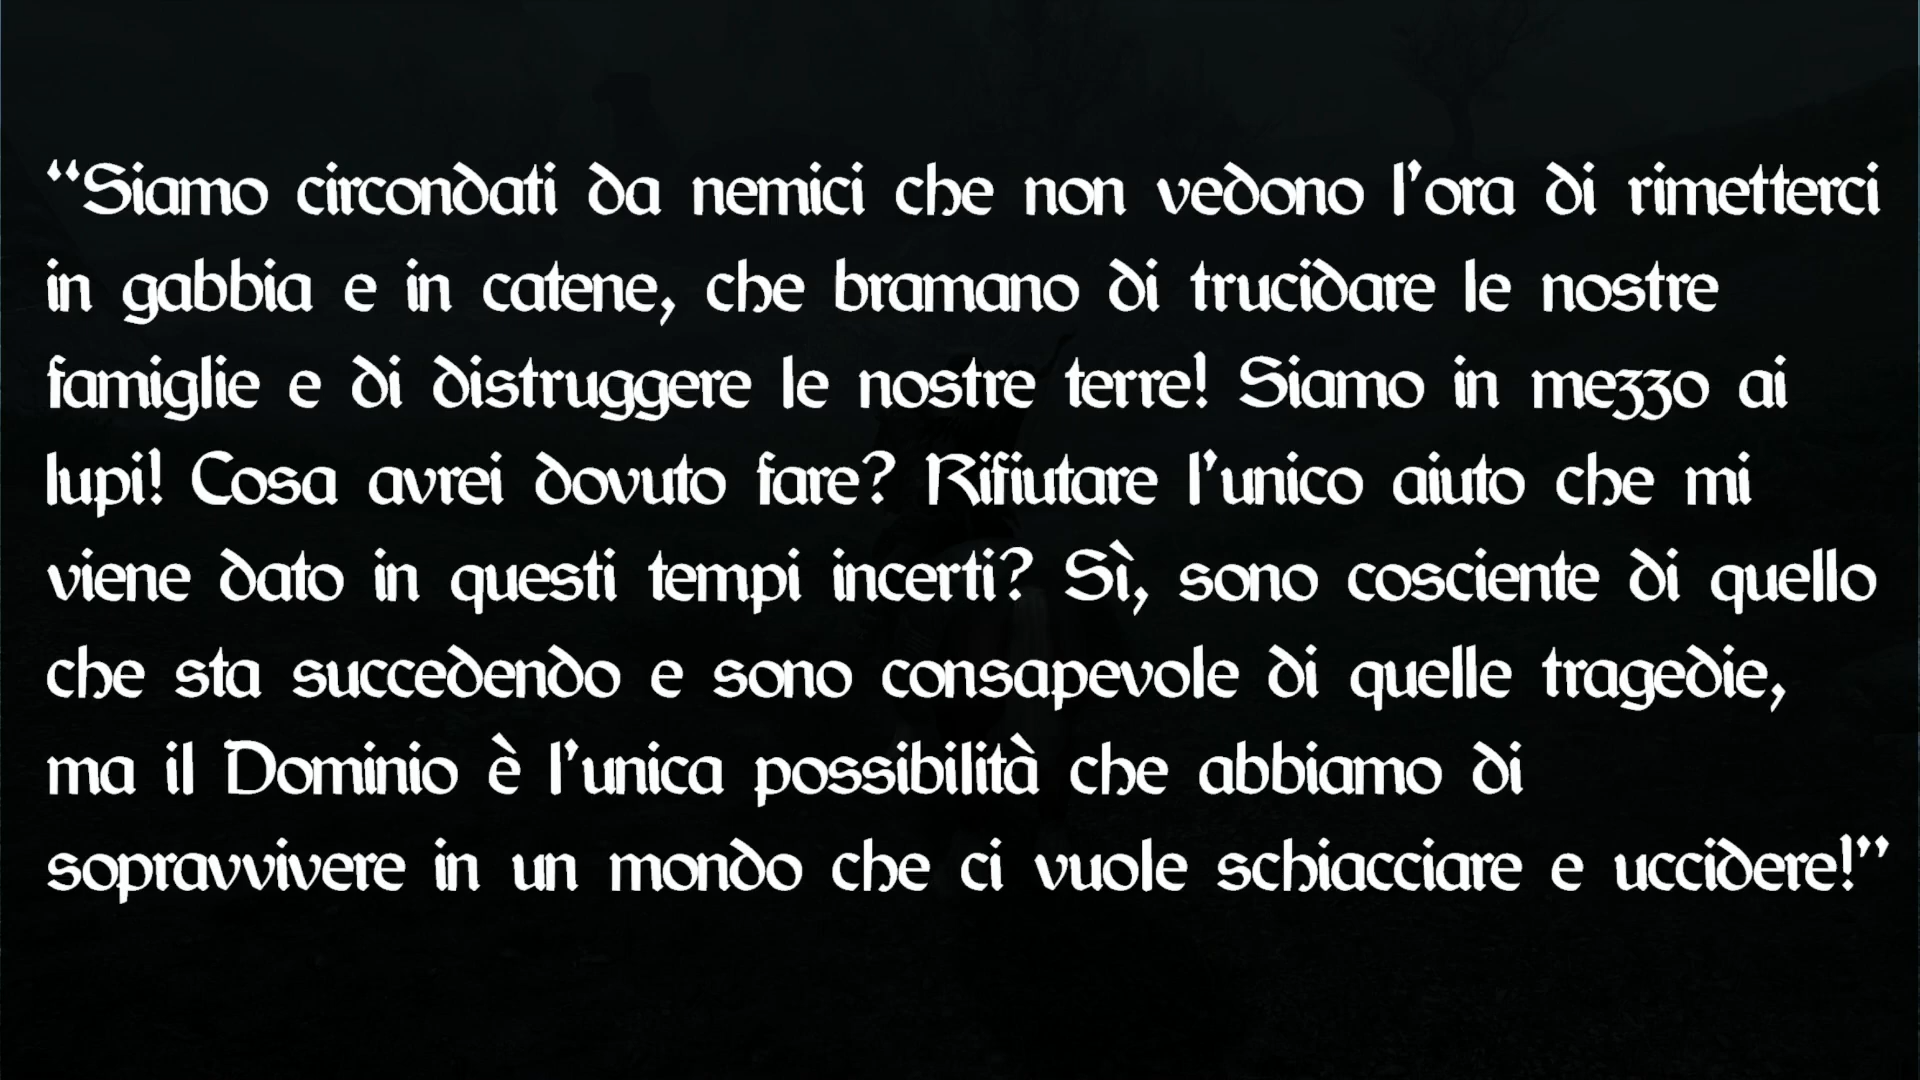 “Siamo circondati da nemici che non vedono l’ora di rimetterci
in gabbia e in catene, che bramano di trucidare le nostre
famiglie e di distruggere le nostre terre! Siamo in mezzo ai
lupi! Cosa avrei dovuto fare? Rifiutare l’unico aiuto che mi
viene dato in questi tempi incerti? Sì, sono cosciente di quello
che sta succedendo e sono consapevole di quelle tragedie,
ma il Dominio è l’unica possibilità che abbiamo di
sopravvivere in un mondo che ci vuole schiacciare e uccidere!”